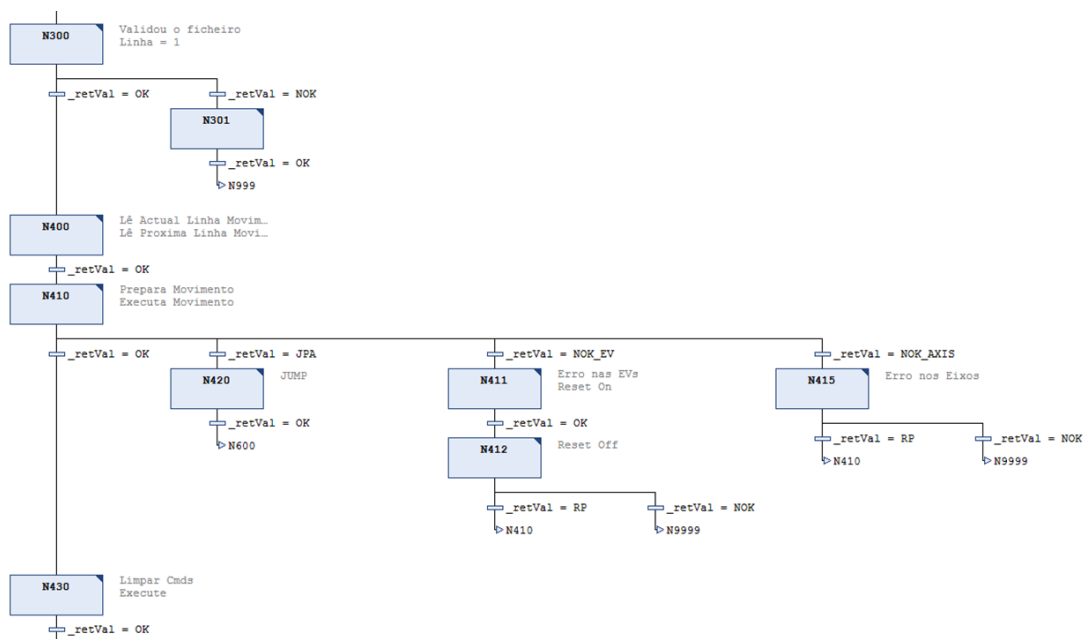 N300
Validou o ficheiro
Linha = 1
_retVal = OK
_retVal = NOK
N301
_retVal = OK
N999
N400
Lê Actual Linha Movim…
Lê Proxima Linha Movi…
_retVal = OK
N410
Prepara Movimento
Executa Movimento
_retVal = OK
_retVal = JPA
_retVal = NOK_EV
_retVal = NOK_AXIS
N420
JUMP
N411
Erro nas EVs
Reset On
N415
Erro nos Eixos
_retVal = OK
N600
_retVal = OK
N412
Reset Off
_retVal = RP
N410
_retVal = NOK
N9999
_retVal = RP
N410
_retVal = NOK
N9999
N430
Limpar Cmds
Execute
_retVal = OK